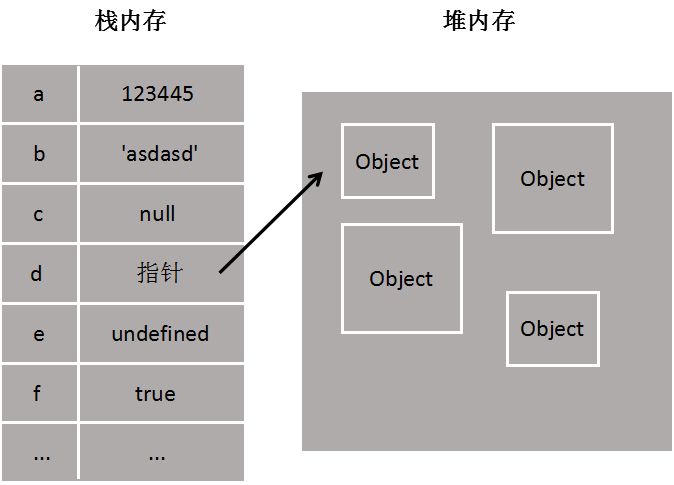 栈内存
堆内存
a 123445
b 'asdasd'
c null
d 指针
e undefined
f true
... ...
Object
Object
Object
Object